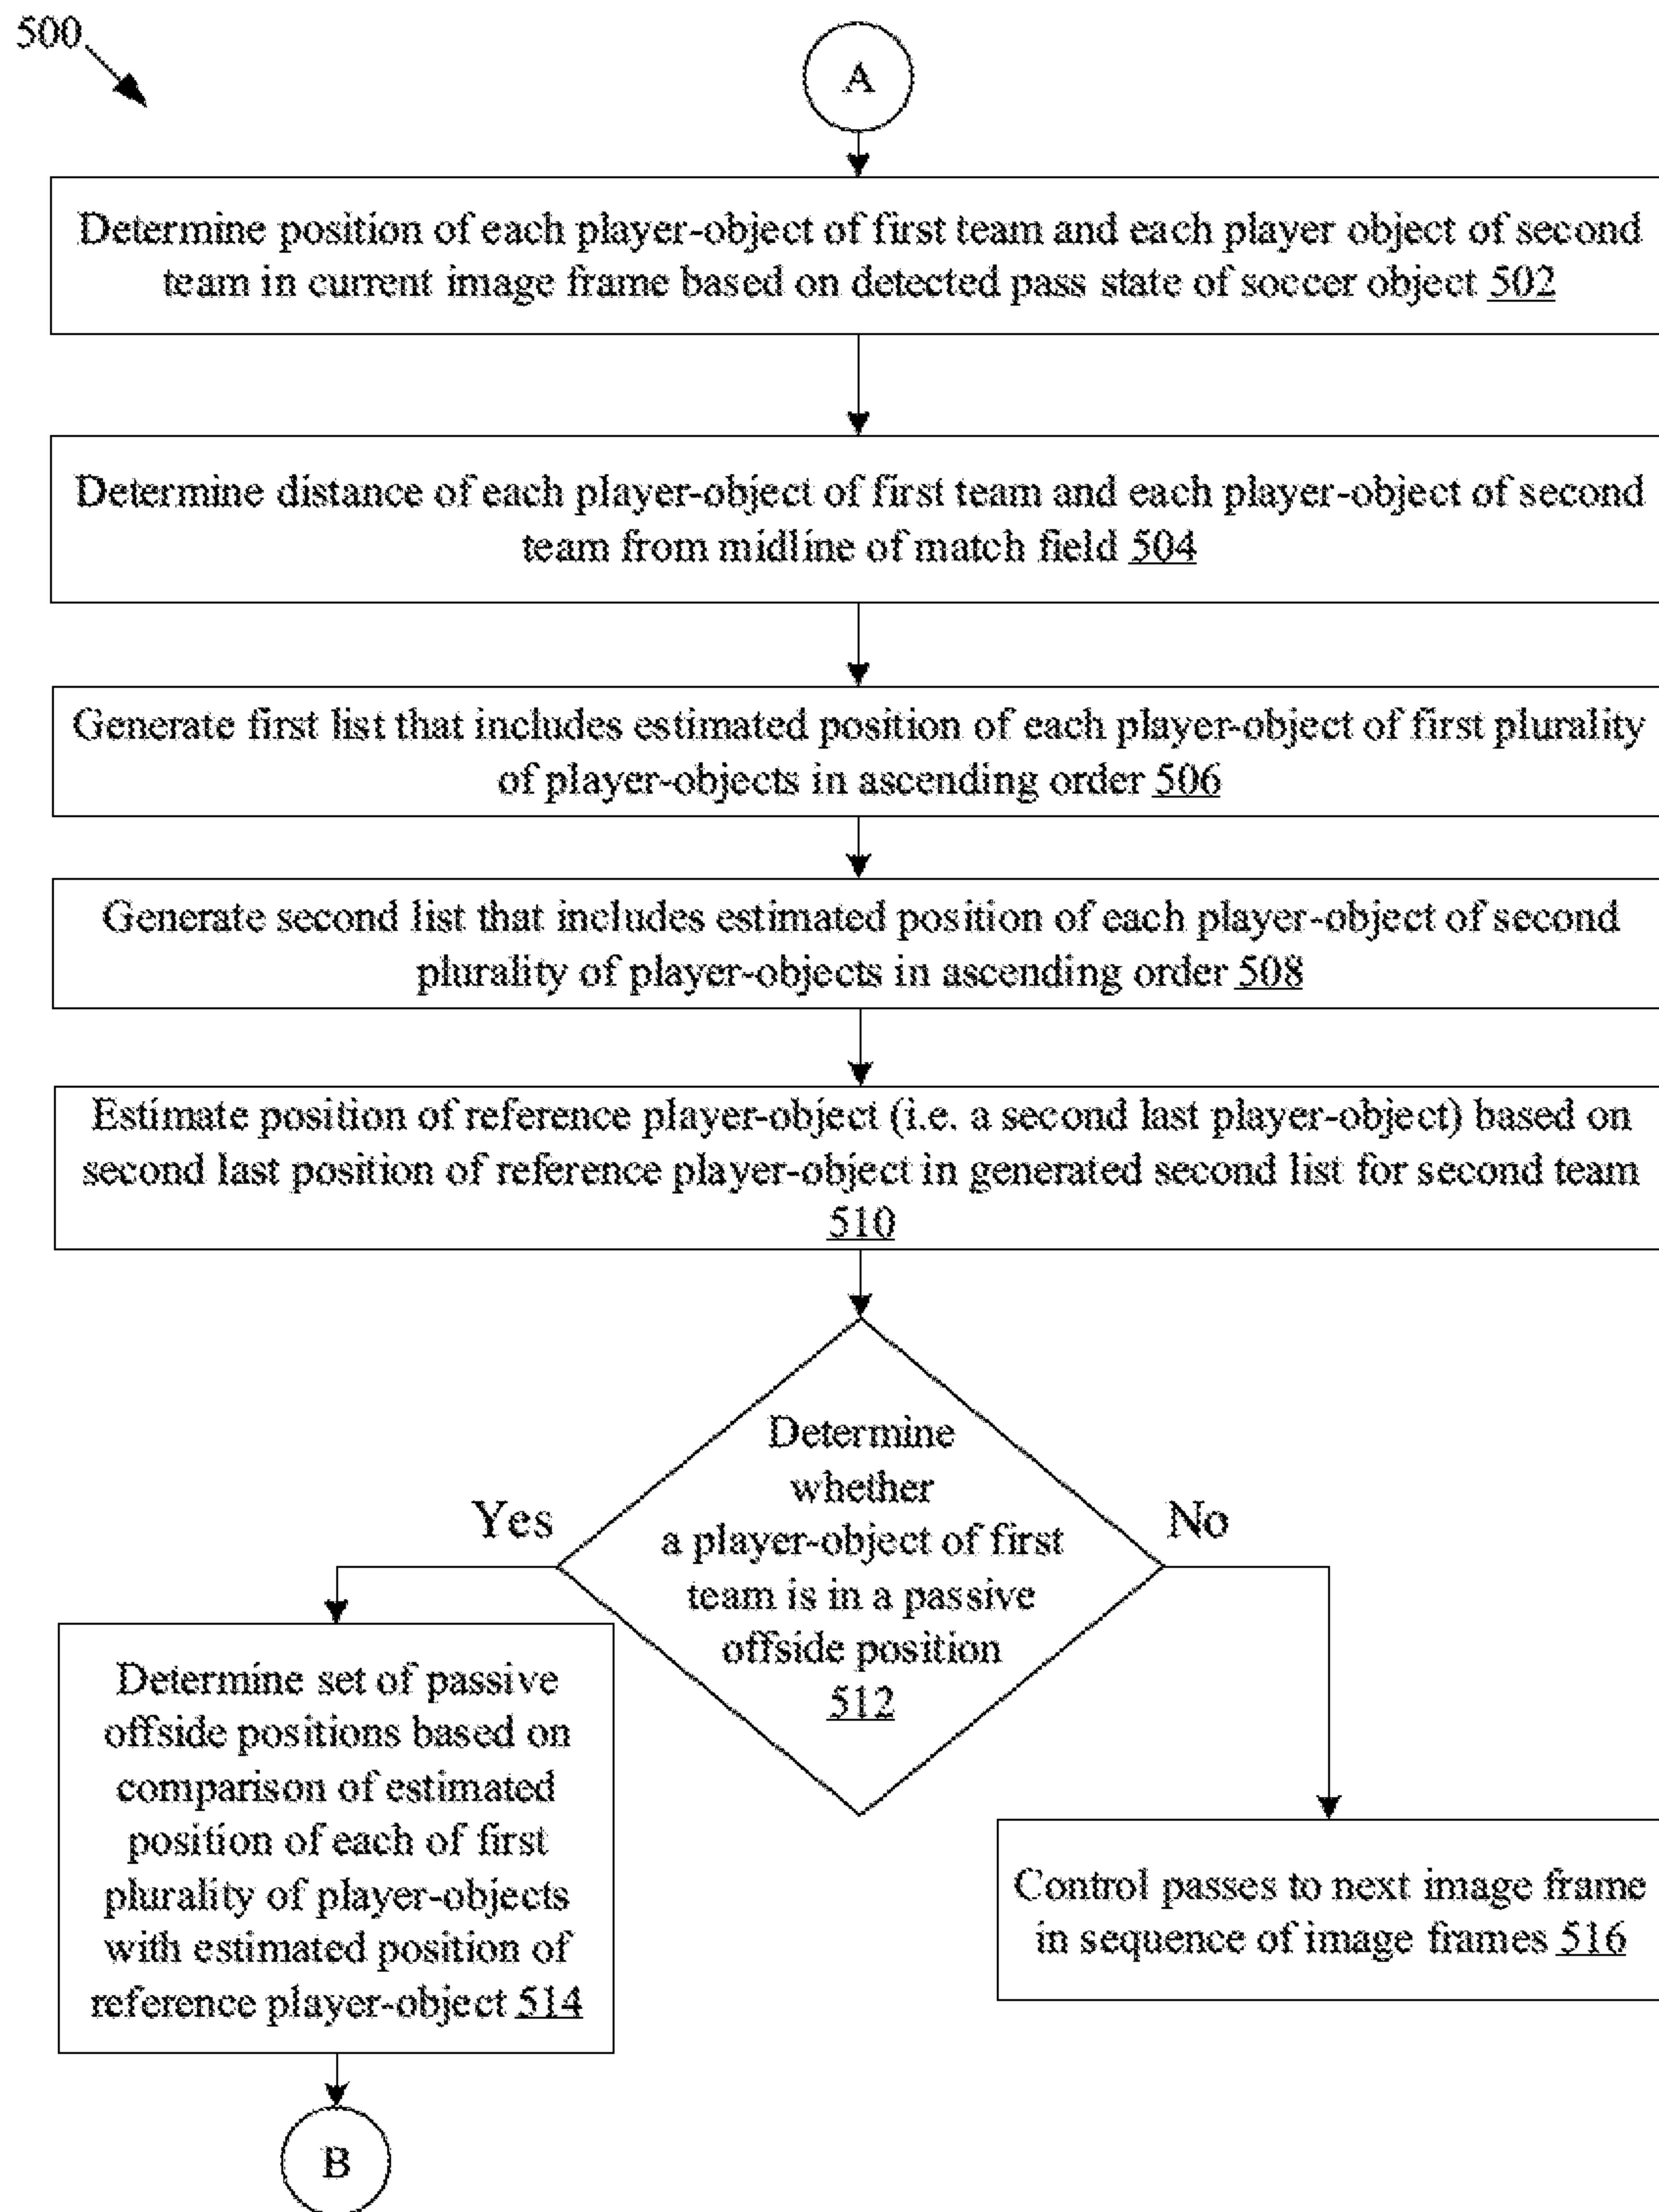 500
A
Determine position of each player-object of first team and each player object of second
team in current image frame based on detected pass state of soccer object 502
Determine distance of each player-object of first team and each player-object of second
team from midline of match field 504
Generate first list that includes estimated position of each player-object of first plurality
of player-objects in ascending order 506
Generate second list that includes estimated position of each player-object of second
plurality of player-objects in ascending order 508
Estimate position of reference player-object (i.e. a second last player-object) based on
second last position of reference player-object in generated second list for second team
510
Determine
whether
a player-object of first
team is in a passive
offside position
512
Yes
No
Determine set of passive
offside positions based on
comparison of estimated
position of each of first
plurality of player-objects
with estimated position of
reference player-object 514
Control passes to next image frame
in sequence of image frames 516
B